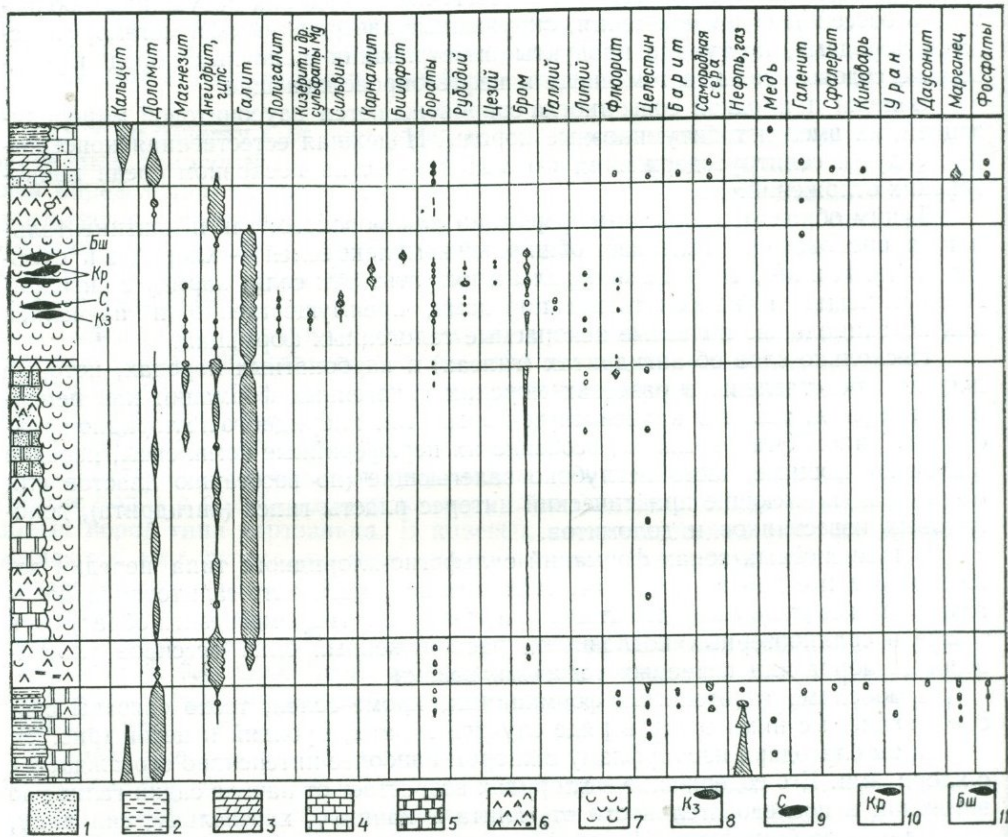 Кальцит
Доломит
Магнезит
Ангидрит,
гипс
Галит
Полигалит
Кизерит и др.
сульфаты Mg
Сильвин
Карналлит
Бишофит
Бораты
Рубидий
Цезий
Бром
Таллий
Литий
Флюорит
Целестин
Барит
Самородная
сера
Нефть, газ
Медь
Галенит
Сфалерит
Киноварь
Уран
Даусонит
Марганец
Фосфаты
Бш
Кр
С
Кз
1
2
3
4
5
6
7
Кз
8
С
9
Кр
10
Бш
11